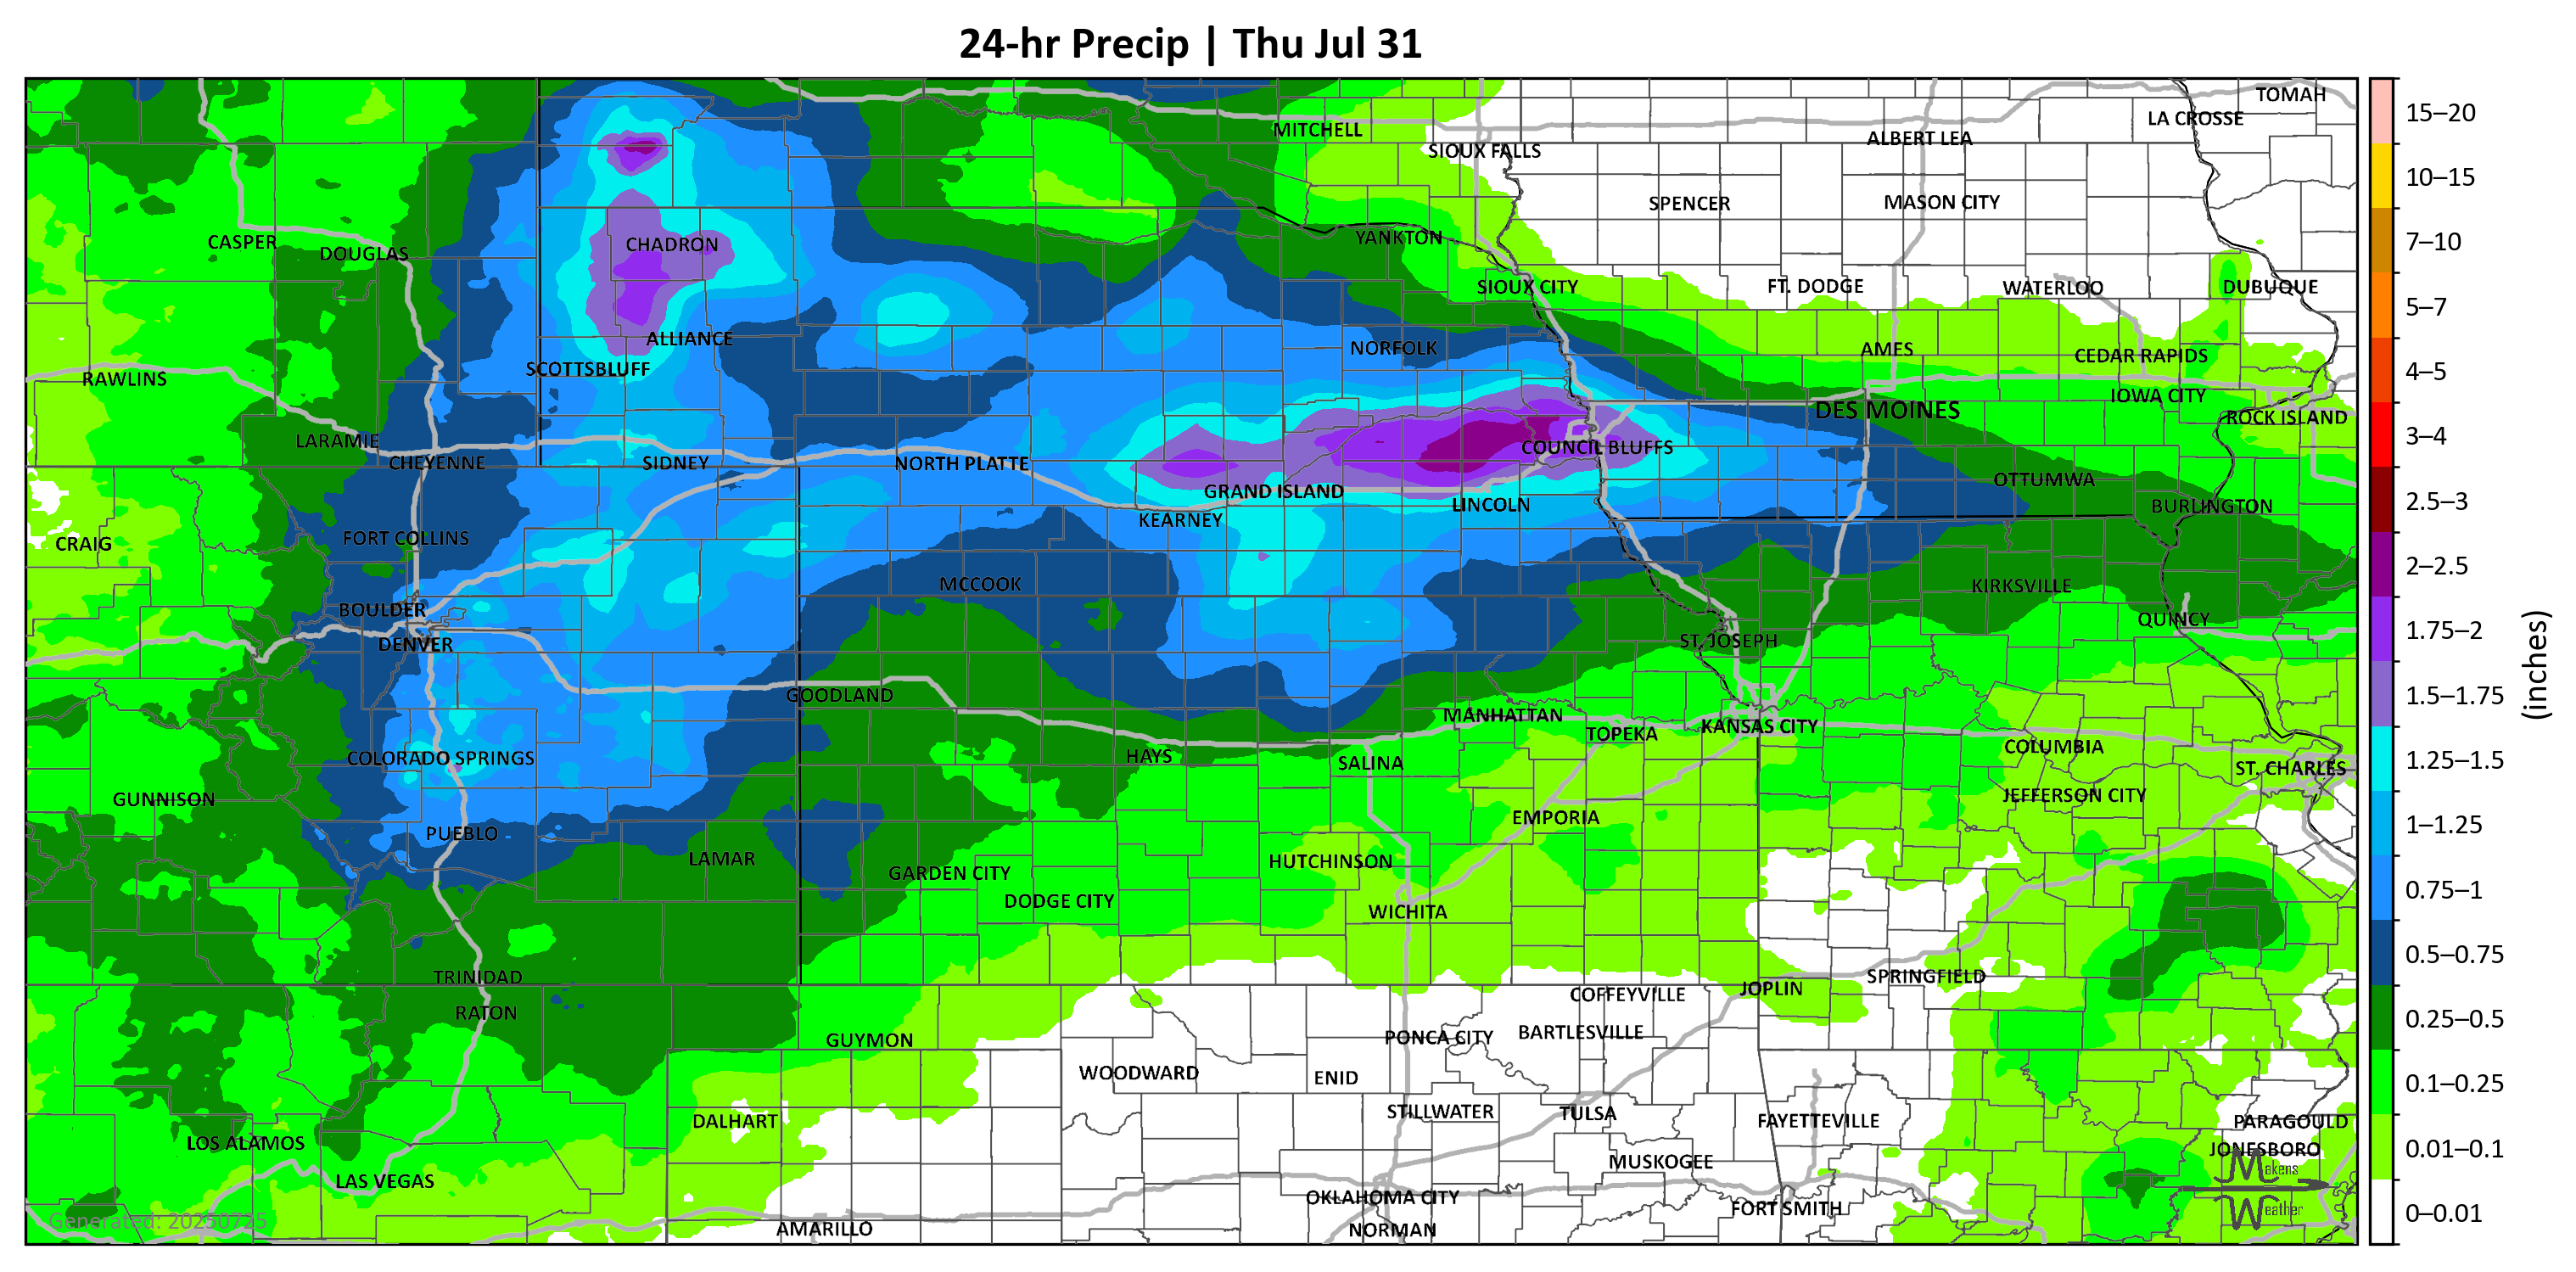 24-hr Precip | Thu Jul 31
TOMAH
LA CROSSE
MITCHELL
ALBERT LEA
SIOUX FALLS
SPENCER
MASON CITY
CASPER
DOUGLAS
CHADRON
YANKTON
SIOUX CITY
FT. DODGE
WATERLOO
DUBUQUE
ALLIANCE
NORFOLK
AMES
CEDAR RAPIDS
SCOTTSBLUFF
RAWLINS
IOWA CITY
DES MOINES
ROCK ISLAND
LARAMIE
COUNCIL BLUFFS
CHEYENNE
SIDNEY
NORTH PLATTE
OTTUMWA
GRAND ISLAND
LINCOLN
BURLINGTON
KEARNEY
FORT COLLINS
CRAIG
MCCOOK
KIRKSVILLE
BOULDER
QUINCY
DENVER
ST. JOSEPH
GOODLAND
MANHATTAN
KANSAS CITY
TOPEKA
COLUMBIA
COLORADO SPRINGS
HAYS
SALINA
ST. CHARLES
GUNNISON
JEFFERSON CITY
EMPORIA
PUEBLO
LAMAR
HUTCHINSON
GARDEN CITY
DODGE CITY
WICHITA
TRINIDAD
SPRINGFIELD
JOPLIN
COFFEYVILLE
RATON
BARTLESVILLE
PONCA CITY
GUYMON
WOODWARD
ENID
STILLWATER
TULSA
DALHART
FAYETTEVILLE
PARAGOULD
LOS ALAMOS
JONESBORO
MUSKOGEE
LAS VEGAS
OKLAHOMA CITY
FORT SMITH
AMARILLO
NORMAN
Generated: 20250725
Makens
Weather
15–20
10–15
7–10
5–7
4–5
3–4
2.5–3
2–2.5
1.75–2
1.5–1.75
1.25–1.5
1–1.25
0.75–1
0.5–0.75
0.25–0.5
0.1–0.25
0.01–0.1
0–0.01
(inches)